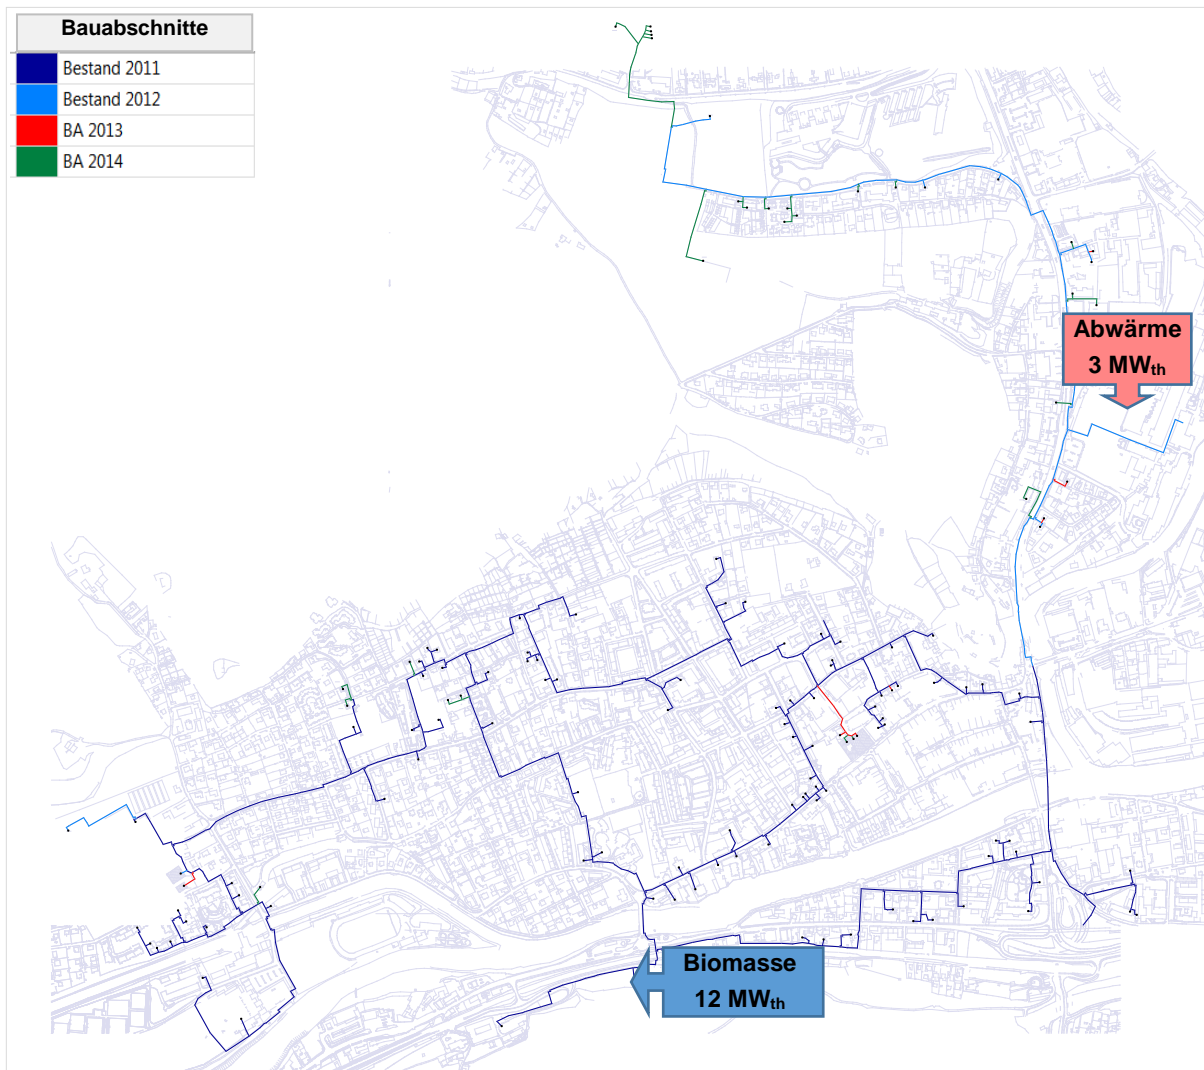 Bauabschnitte
Bestand 2011
Bestand 2012
BA 2013
BA 2014
Abwärme
3 MWth
Biomasse
12 MWth